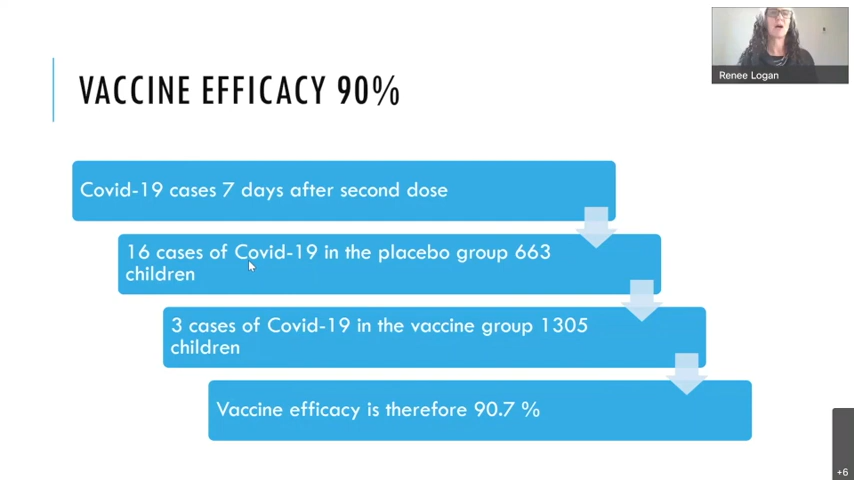 Renee Logan
VACCINE EFFICACY 90%
Covid-19 cases 7 days after second dose
16 cases of Covid-19 in the placebo group 663
children
3 cases of Covid-19 in the vaccine group 1305
children
Vaccine efficacy is therefore 90.7 %
+6